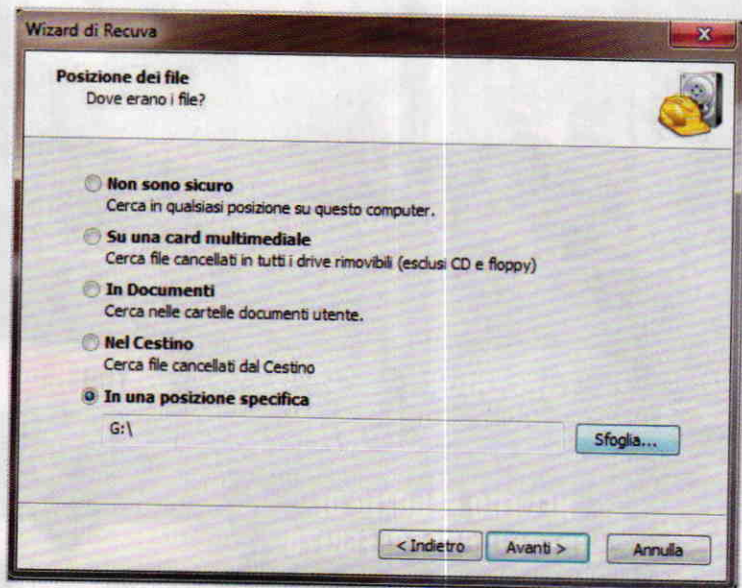 Wizard di Recuva
X
Posizione dei file
Dove erano i file?
Non sono sicuro
Cerca in qualsiasi posizione su questo computer.
Su una card multimediale
Cerca file cancellati in tutti i drive rimovibili (esclusi CD e floppy)
In Documenti
Cerca nelle cartelle documenti utente.
Nel Cestino
Cerca file cancellati dal Cestino
In una posizione specifica
G:\
Sfoglia...
< Indietro
Avanti >
Annulla